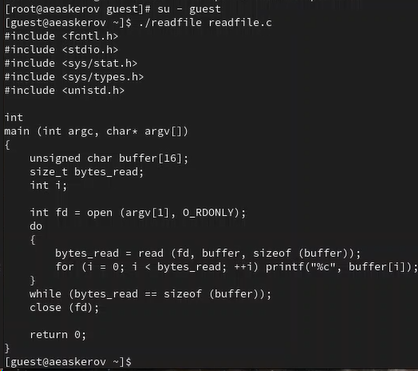 [root@aeaskerov guest]# su - guest
[guest@aeaskerov ~]$ ./readfile readfile.c
#include <fcntl.h>
#include <stdio.h>
#include <sys/stat.h>
#include <sys/types.h>
#include <unistd.h>

int
main (int argc, char* argv[])
{
    unsigned char buffer[16];
    size_t bytes_read;
    int i;

    int fd = open (argv[1], O_RDONLY);
    do
    {
        bytes_read = read (fd, buffer, sizeof (buffer));
        for (i = 0; i < bytes_read; ++i) printf("%c", buffer[i]);
    }
    while (bytes_read == sizeof (buffer));
    close (fd);

    return 0;
}
[guest@aeaskerov ~]$